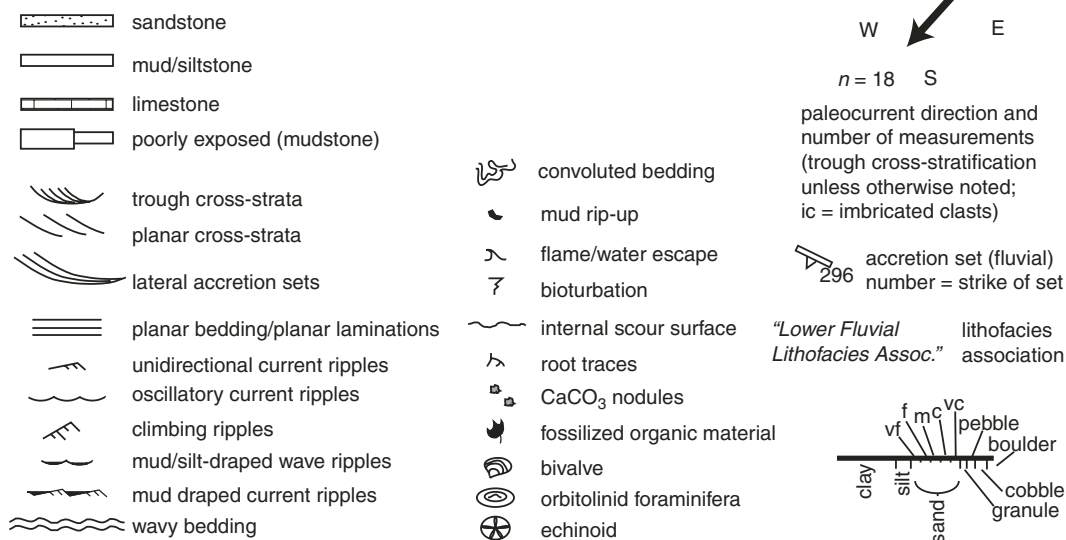 sandstone
mud/siltstone
limestone
poorly exposed (mudstone)
trough cross-strata
planar cross-strata
lateral accretion sets
planar bedding/planar laminations
unidirectional current ripples
oscillatory current ripples
climbing ripples
mud/silt-draped wave ripples
mud draped current ripples
wavy bedding
convoluted bedding
mud rip-up
flame/water escape
bioturbation
internal scour surface
root traces
CaCO3 nodules
fossilized organic material
bivalve
orbitolinid foraminifera
echinoid
W E
n = 18 S
paleocurrent direction and
number of measurements
(trough cross-stratification
unless otherwise noted;
ic = imbricated clasts)
296
accretion set (fluvial)
number = strike of set
“Lower Fluvial
Lithofacies Assoc.”
lithofacies
association
clay
silt
sand
vf
f
m
c
vc
granule
pebble
cobble
boulder